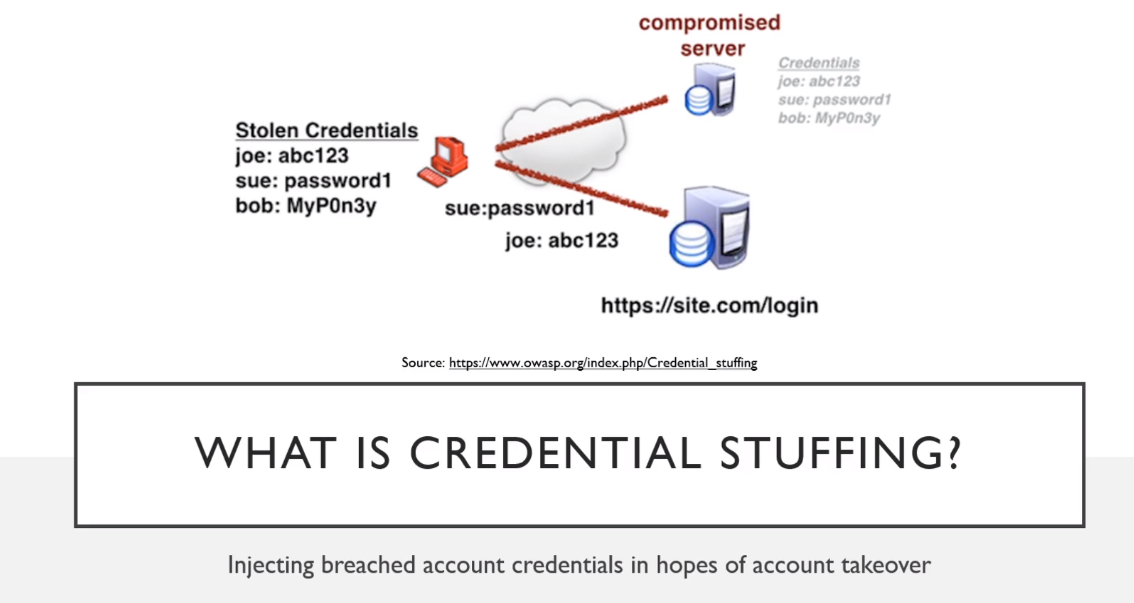 compromised
server
Credentials
joe: abc123
sue: password1
bob: MyP0n3y
Stolen Credentials
joe: abc123
sue: password1
bob: MyP0n3y
sue:password1
joe: abc123
https://site.com/login
Source: https://www.owasp.org/index.php/Credential_stuffing
WHAT IS CREDENTIAL STUFFING?
Injecting breached account credentials in hopes of account takeover